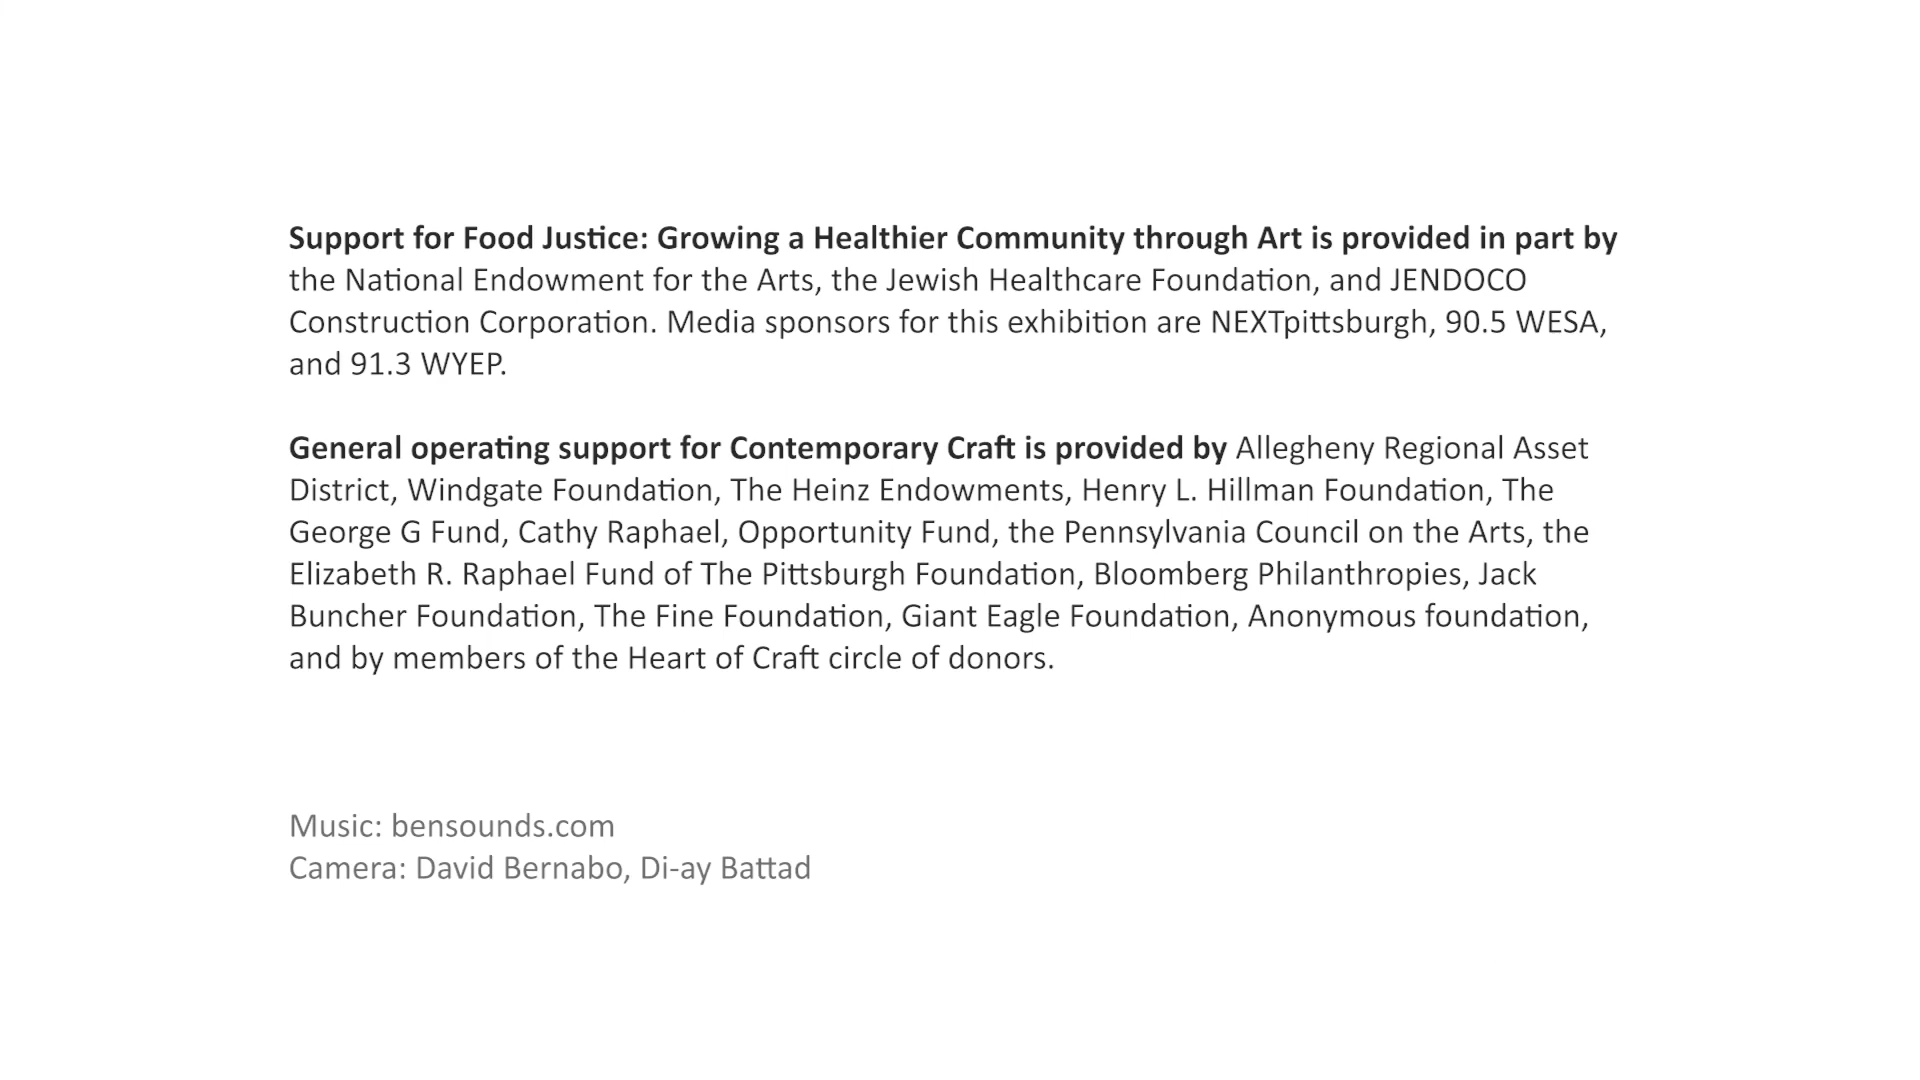 Support for Food Justice: Growing a Healthier Community through Art is provided in part by
the National Endowment for the Arts, the Jewish Healthcare Foundation, and JENDOCO
Construction Corporation. Media sponsors for this exhibition are NEXTpittsburgh, 90.5 WESA,
and 91.3 WYEP.
General operating support for Contemporary Craft is provided by Allegheny Regional Asset
District, Windgate Foundation, The Heinz Endowments, Henry L. Hillman Foundation, The
George G Fund, Cathy Raphael, Opportunity Fund, the Pennsylvania Council on the Arts, the
Elizabeth R. Raphael Fund of The Pittsburgh Foundation, Bloomberg Philanthropies, Jack
Buncher Foundation, The Fine Foundation, Giant Eagle Foundation, Anonymous foundation,
and by members of the Heart of Craft circle of donors.
Music: bensounds.com
Camera: David Bernabo, Di-ay Battad